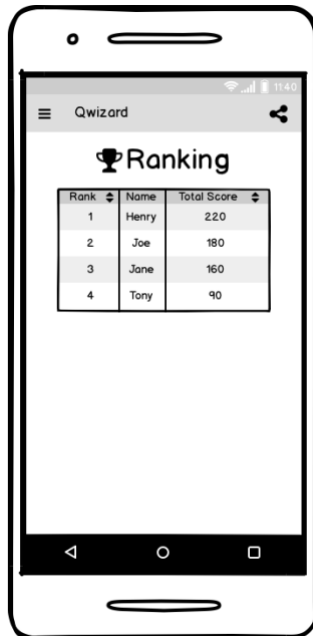 11:40
Qwizard
Ranking
Rank Name Total Score
1 Henry 220
2 Joe 180
3 Jane 160
4 Tony 90